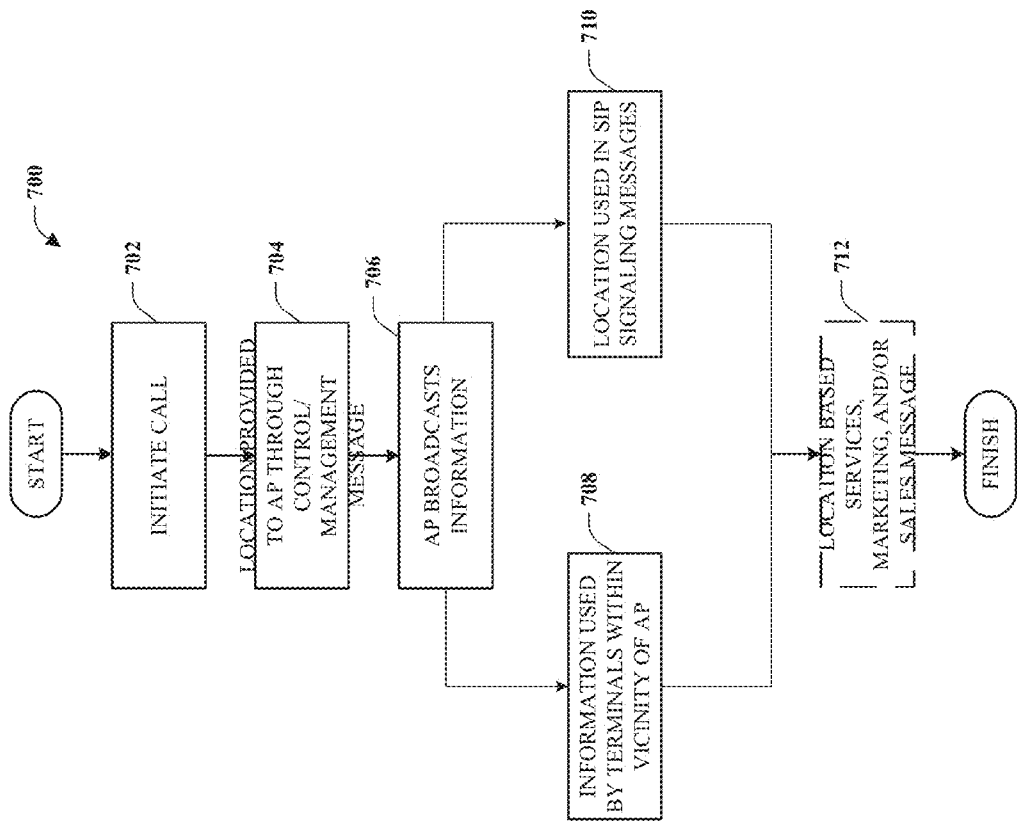 700
START
INITIATE CALL
702
LOCATION PROVIDED
TO AP THROUGH
CONTROL/
MANAGEMENT
MESSAGE
704
AP BROADCASTS
INFORMATION
706
INFORMATION USED
BY TERMINALS WITHIN
VICINITY OF AP
708
LOCATION USED IN SIP
SIGNALING MESSAGES
710
LOCATION BASED
SERVICES,
MARKETING, AND/OR
SALES MESSAGE
712
FINISH